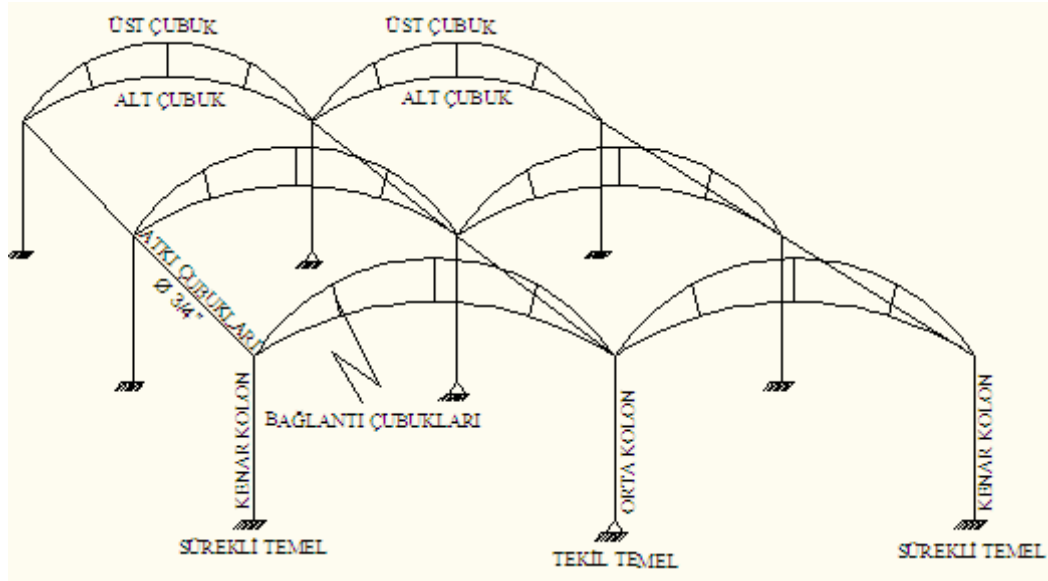 ÜST ÇUBUK
ÜST ÇUBUK
ALT ÇUBUK
ALT ÇUBUK
ATKI ÇUBUKLARI
Ø 3/4"
BAĞLANTI ÇUBUKLARI
KENAR KOLON
ORTA KOLON
KENAR KOLON
SÜREKLİ TEMEL
TEKİL TEMEL
SÜREKLİ TEMEL